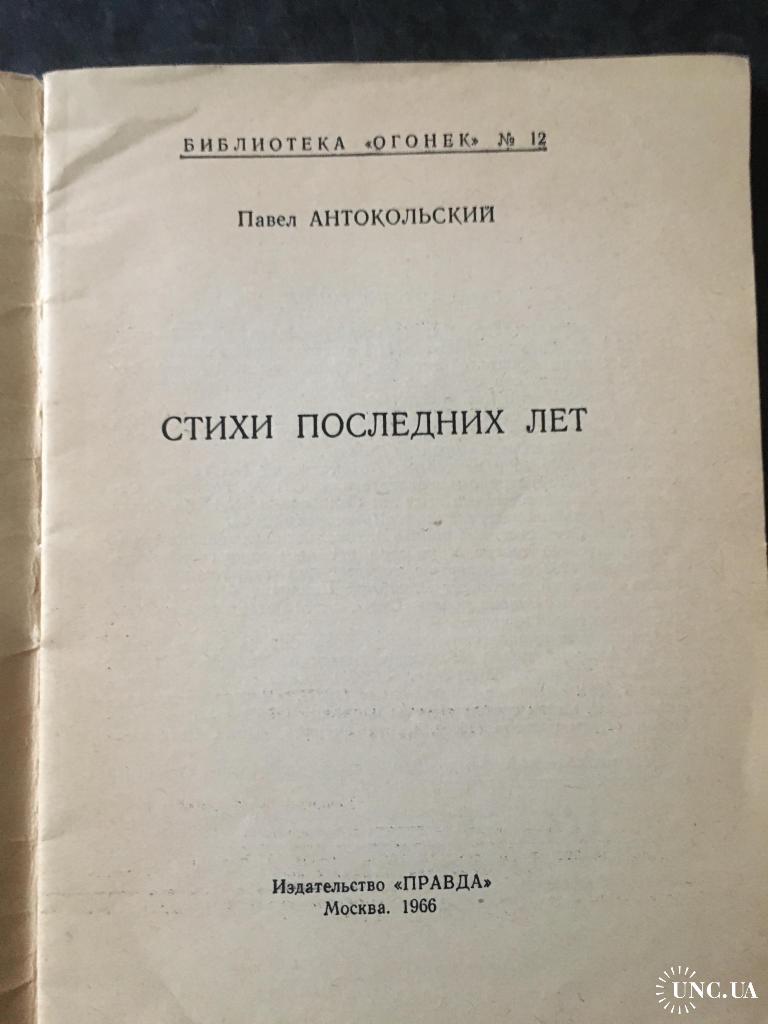 БИБЛИОТЕКА «ОГОНЕК» № 12
Павел АНТОКОЛЬСКИЙ
СТИХИ ПОСЛЕДНИХ ЛЕТ
Издательство «ПРАВДА»
Москва. 1966
UNC.UA